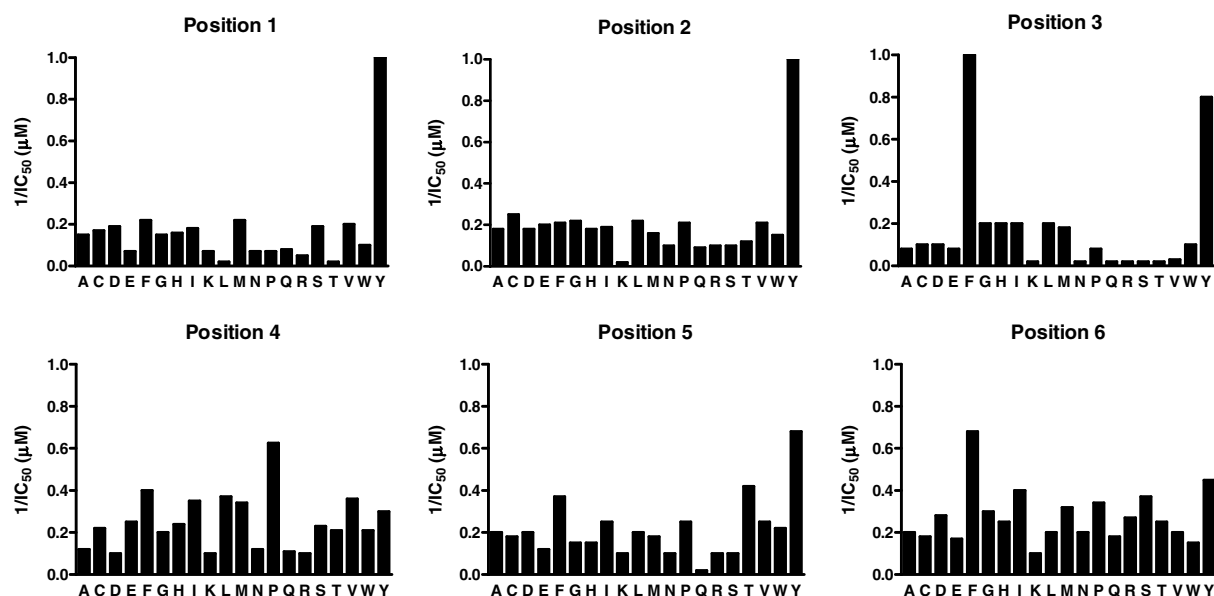 Position 1
1/IC50 (μM)
1.0
0.8
0.6
0.4
0.2
0.0
A C D E F G H I K L M N P Q R S T V W Y
Position 2
1/IC50 (μM)
1.0
0.8
0.6
0.4
0.2
0.0
A C D E F G H I K L M N P Q R S T V W Y
Position 3
1/IC50 (μM)
1.0
0.8
0.6
0.4
0.2
0.0
A C D E F G H I K L M N P Q R S T V W Y
Position 4
1/IC50 (μM)
1.0
0.8
0.6
0.4
0.2
0.0
A C D E F G H I K L M N P Q R S T V W Y
Position 5
1/IC50 (μM)
1.0
0.8
0.6
0.4
0.2
0.0
A C D E F G H I K L M N P Q R S T V W Y
Position 6
1/IC50 (μM)
1.0
0.8
0.6
0.4
0.2
0.0
A C D E F G H I K L M N P Q R S T V W Y